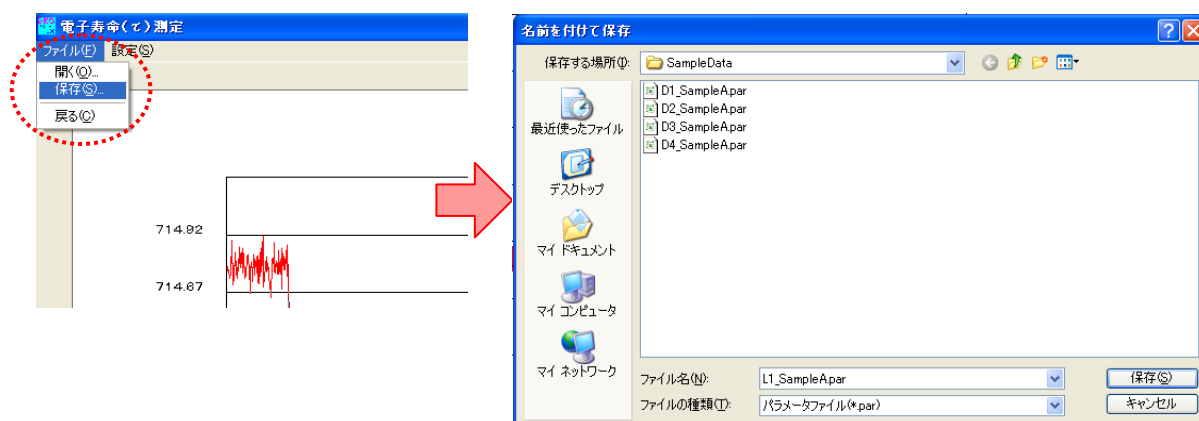 電子寿命(τ)測定
ファイル(F) 設定(S)
開く(O)...
保存(S)...
戻る(C)
714.92
714.67
名前を付けて保存
保存する場所(I):
SampleData
最近使ったファイル
デスクトップ
マイ ドキュメント
マイ コンピュータ
マイ ネットワーク
D1_SampleA.par
D2_SampleA.par
D3_SampleA.par
D4_SampleA.par
ファイル名(N):
L1_SampleA.par
保存(S)
ファイルの種類(T):
パラメータファイル(*.par)
キャンセル